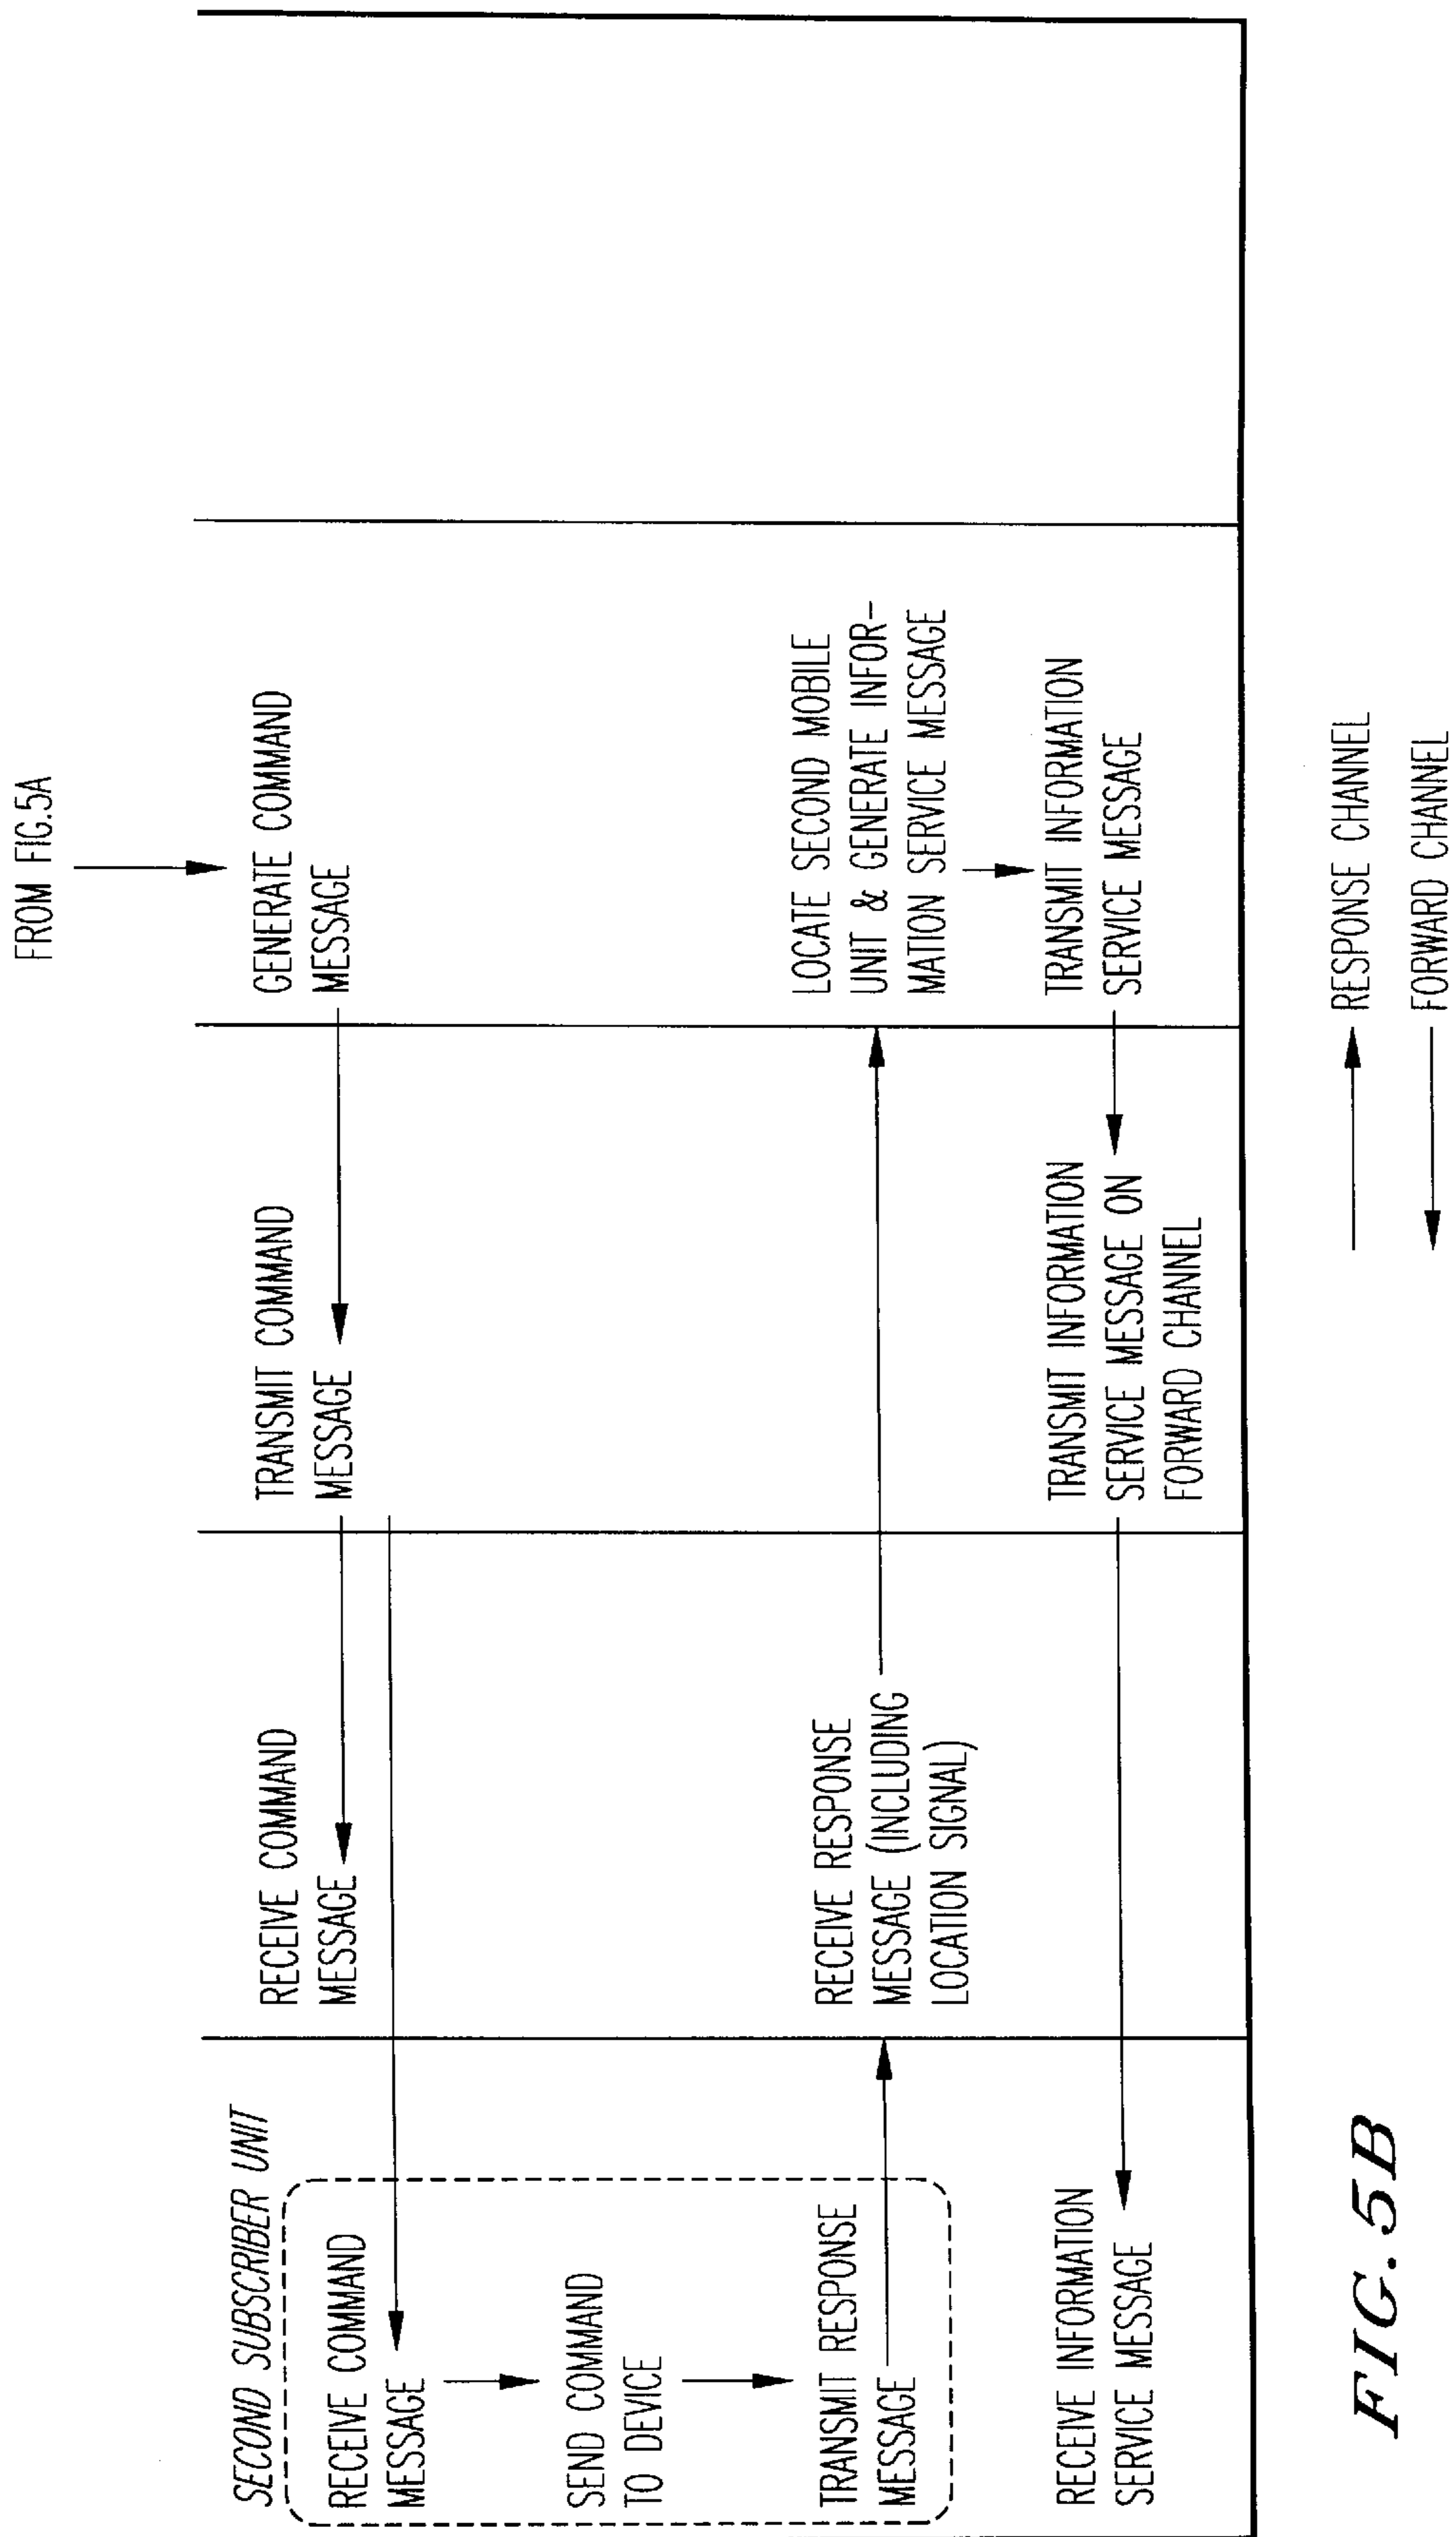 FROM FIG.5A
SECOND SUBSCRIBER UNIT
RECEIVE COMMAND
MESSAGE
SEND COMMAND
TO DEVICE
TRANSMIT RESPONSE
MESSAGE
RECEIVE INFORMATION
SERVICE MESSAGE
RECEIVE COMMAND
MESSAGE
RECEIVE RESPONSE
MESSAGE (INCLUDING
LOCATION SIGNAL)
TRANSMIT COMMAND
MESSAGE
TRANSMIT INFORMATION
SERVICE MESSAGE ON
FORWARD CHANNEL
GENERATE COMMAND
MESSAGE
LOCATE SECOND MOBILE
UNIT & GENERATE INFOR-
MATION SERVICE MESSAGE
TRANSMIT INFORMATION
SERVICE MESSAGE
RESPONSE CHANNEL
FORWARD CHANNEL
FIG. 5B